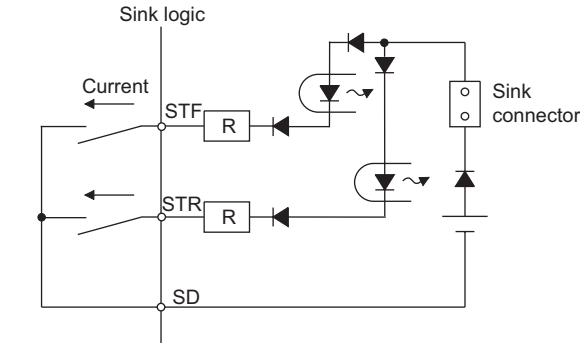 Sink logic
Current
STF
R
Sink
connector
STR
R
SD